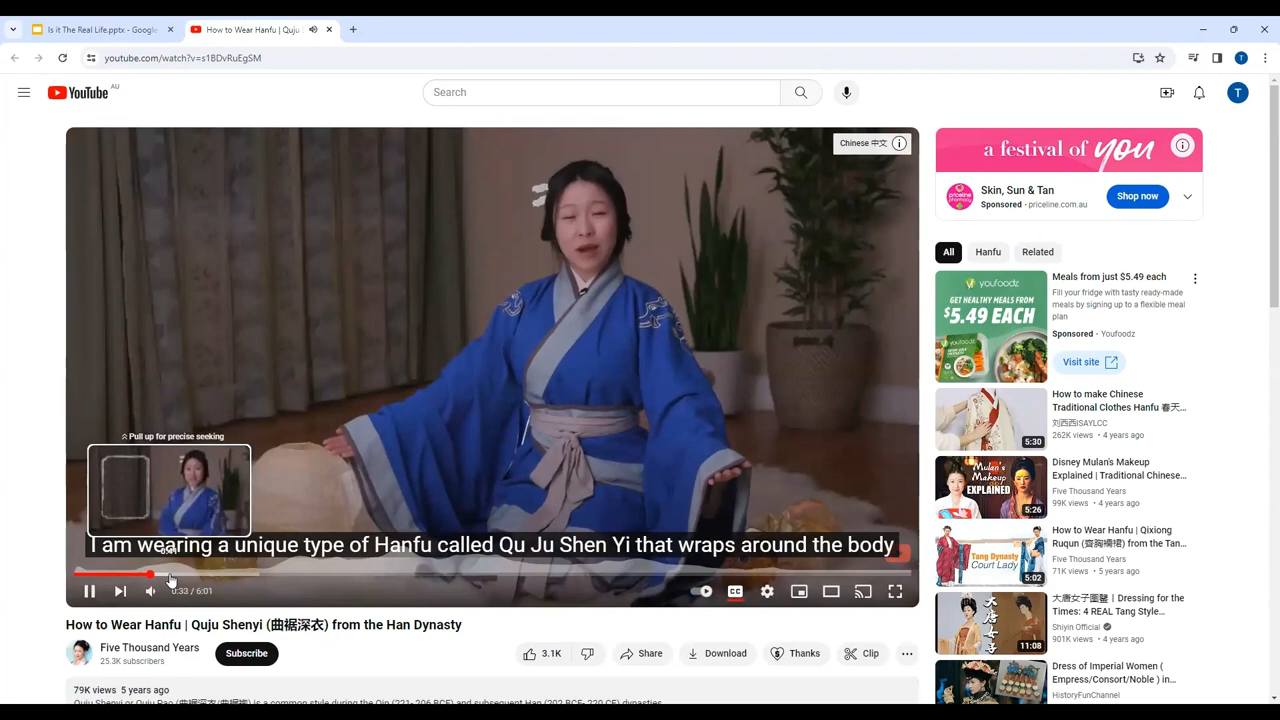 Is it The Real Life.pptx - Google
How to Wear Hanfu | Quju
youtube.com/watch?v=s1BDvRuEgSM
YouTube AU
Search
T
Chinese 中文
Pull up for precise seeking
I am wearing a unique type of Hanfu called Qu Ju Shen Yi that wraps around the body
0:33 / 6:01
CC
How to Wear Hanfu | Quju Shenyi (曲裾深衣) from the Han Dynasty
Five Thousand Years
25.3K subscribers
Subscribe
3.1K
Share
Download
Thanks
Clip
79K views 5 years ago
a festival of you
Skin, Sun & Tan
Sponsored · priceline.com.au
Shop now
All
Hanfu
Related
youfoodz
GET HEALTHY MEALS FROM
$5.49 EACH
Meals from just $5.49 each
Fill your fridge with tasty ready-made
meals by signing up to a flexible meal
plan
Sponsored · Youfoodz
Visit site
5:30
How to make Chinese
Traditional Clothes Hanfu 春天...
刘西西ISAYLCC
262K views · 4 years ago
Mulan's
Makeup
EXPLAINED
5:26
Disney Mulan's Makeup
Explained | Traditional Chinese...
Five Thousand Years
99K views · 4 years ago
Tang Dynasty
Court Lady
5:02
How to Wear Hanfu | Qixiong
Ruqun (齊胸襦裙) from the Tan...
Five Thousand Years
71K views · 5 years ago
大唐女子
11:08
大唐女子圖鑒 | Dressing for the
Times: 4 REAL Tang Style...
Shiyin Official
901K views · 4 years ago
Dress of Imperial Women (
Empress/Consort/Noble ) in...
HistoryFunChannel